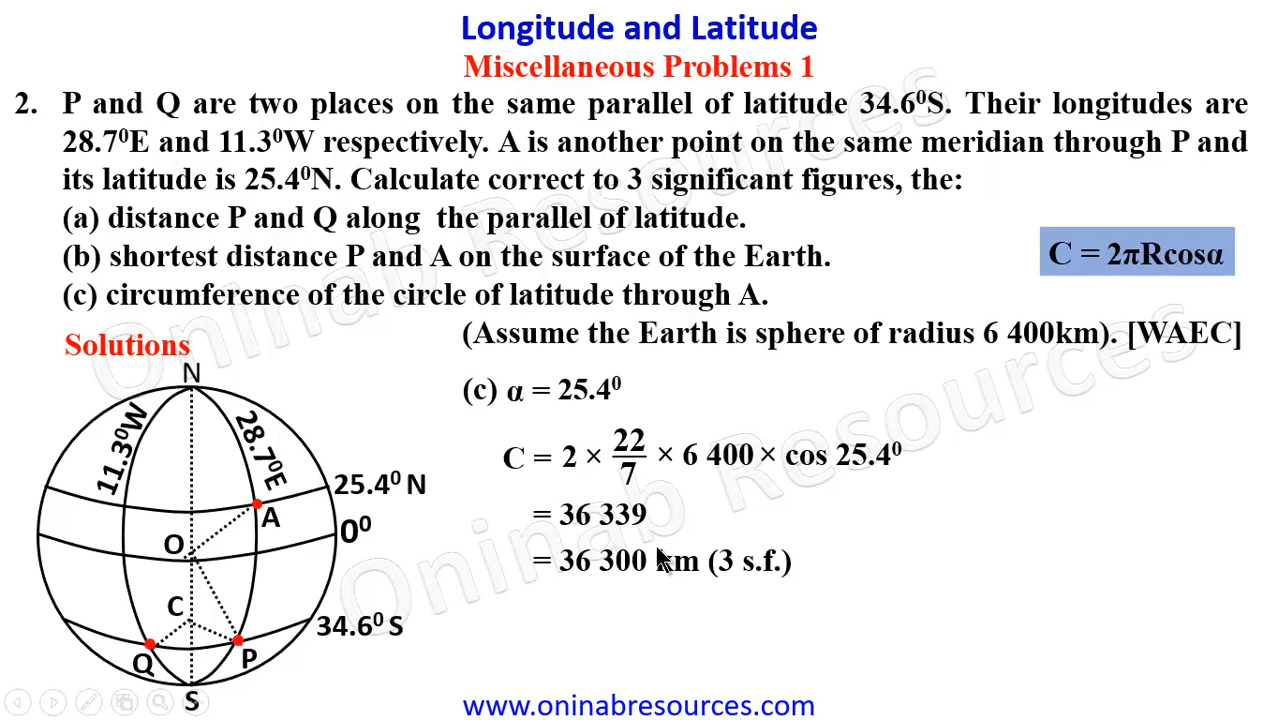 Longitude and Latitude
Miscellaneous Problems 1
2. P and Q are two places on the same parallel of latitude 34.6⁰S. Their longitudes are
28.7⁰E and 11.3⁰W respectively. A is another point on the same meridian through P and
its latitude is 25.4⁰N. Calculate correct to 3 significant figures, the:
(a) distance P and Q along the parallel of latitude.
(b) shortest distance P and A on the surface of the Earth.
C = 2πRcosα
(c) circumference of the circle of latitude through A.
(Assume the Earth is sphere of radius 6 400km). [WAEC]
Solutions
N
11.3⁰W
28.7⁰E
25.4⁰ N
A
0⁰
O
C
34.6⁰ S
Q
P
S
(c) α = 25.4⁰
C = 2 × 22/7 × 6 400 × cos 25.4⁰
= 36 339
= 36 300 km (3 s.f.)
Oninab Resources
Oninab Resources
www.oninabresources.com